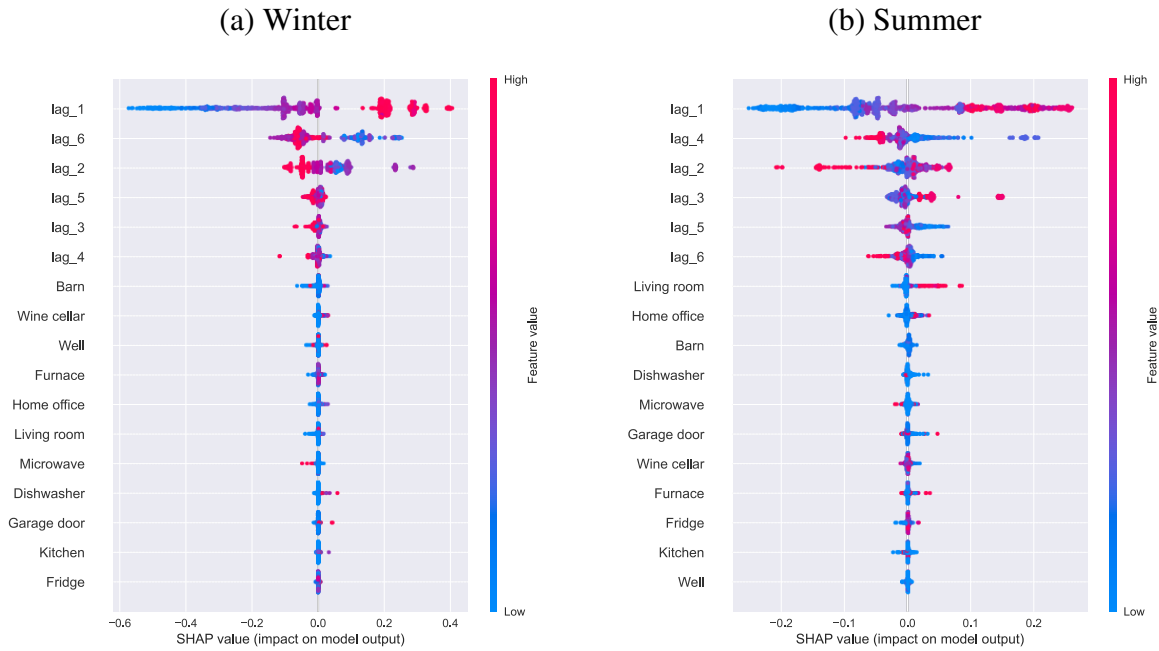 (a) Winter
High
lag_1
lag_6
lag_2
lag_5
lag_3
lag_4
Barn
Wine cellar
Well
Furnace
Home office
Living room
Microwave
Dishwasher
Garage door
Kitchen
Fridge
Low
Feature value
−0.6 −0.4 −0.2 0.0 0.2 0.4
SHAP value (impact on model output)
(b) Summer
High
lag_1
lag_4
lag_2
lag_3
lag_5
lag_6
Living room
Home office
Barn
Dishwasher
Microwave
Garage door
Wine cellar
Furnace
Fridge
Kitchen
Well
Low
Feature value
−0.2 −0.1 0.0 0.1 0.2
SHAP value (impact on model output)